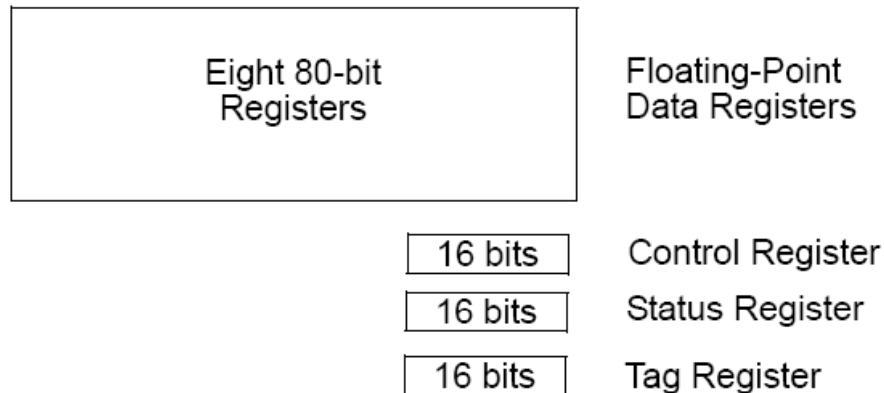 Eight 80-bit
Registers
Floating-Point
Data Registers
16 bits
Control Register
16 bits
Status Register
16 bits
Tag Register